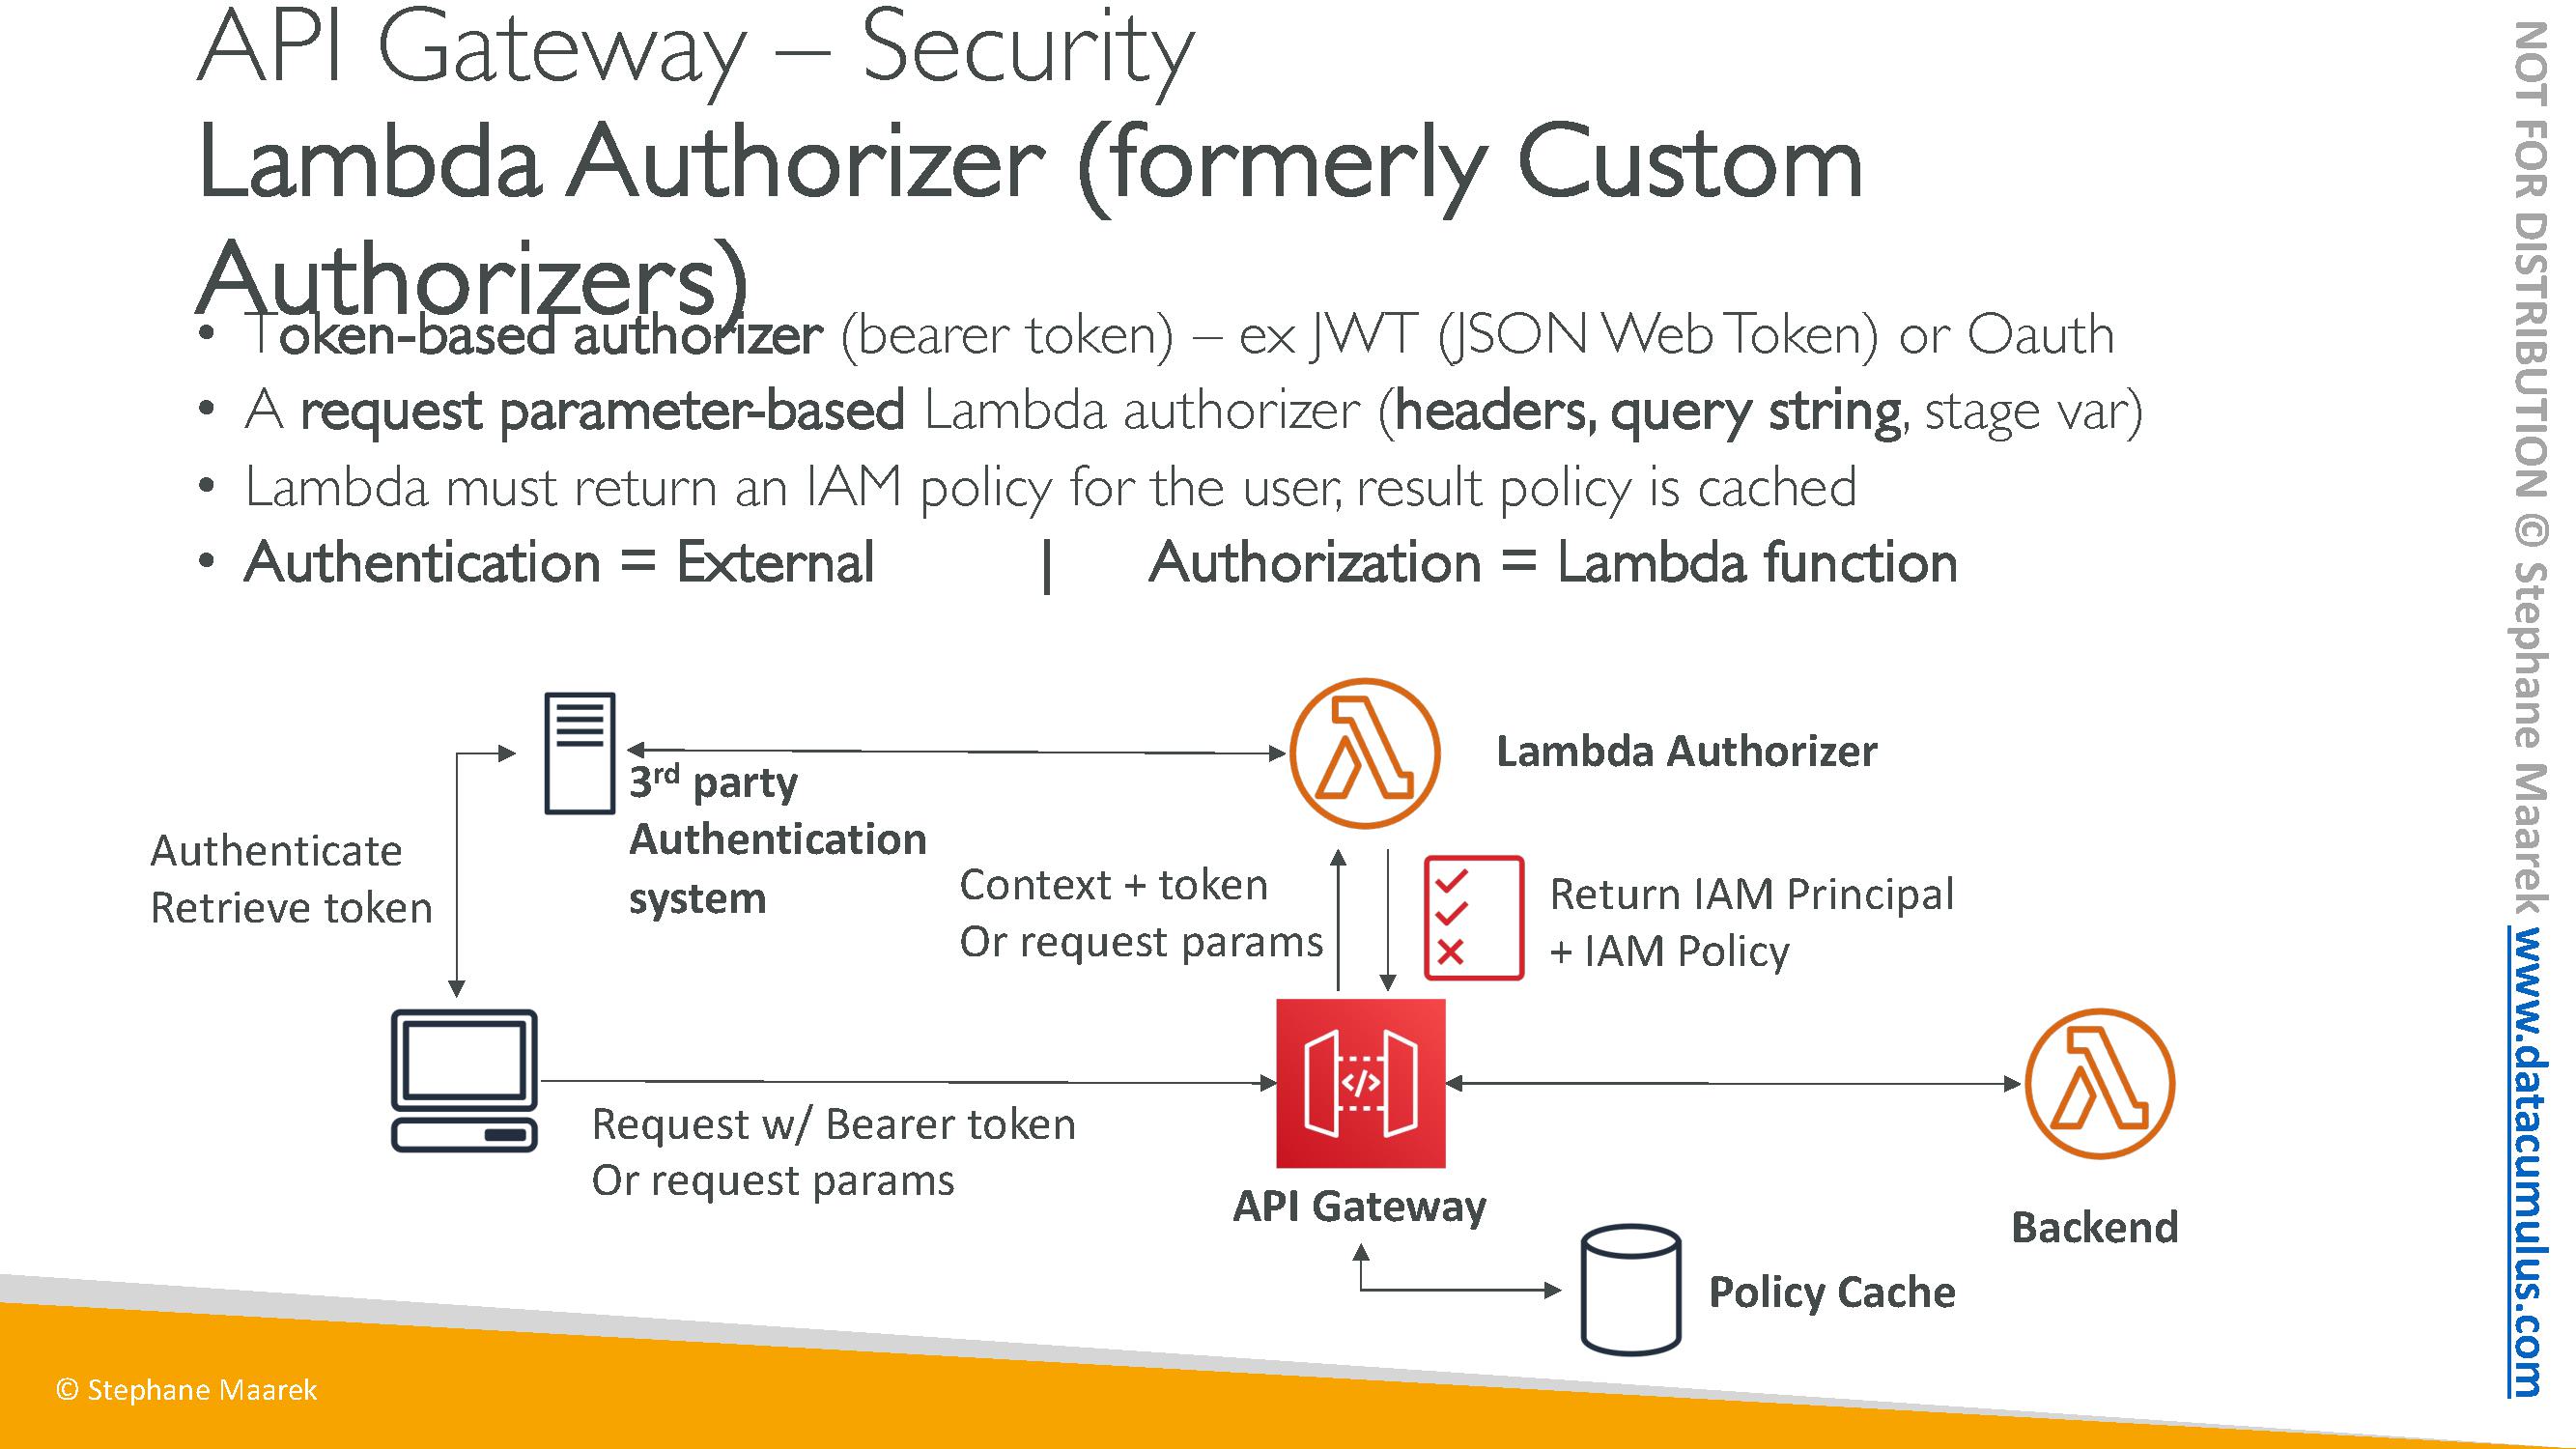 API Gateway – Security
Lambda Authorizer (formerly Custom
Authorizers)
• Token-based authorizer (bearer token) – ex JWT (JSON Web Token) or Oauth
• A request parameter-based Lambda authorizer (headers, query string, stage var)
• Lambda must return an IAM policy for the user, result policy is cached
• Authentication = External | Authorization = Lambda function
Lambda Authorizer
3rd party
Authentication
system
Authenticate
Retrieve token
Context + token
Or request params
Return IAM Principal
+ IAM Policy
Request w/ Bearer token
Or request params
API Gateway
Backend
Policy Cache
© Stephane Maarek
NOT FOR DISTRIBUTION © Stephane Maarek www.datacumulus.com